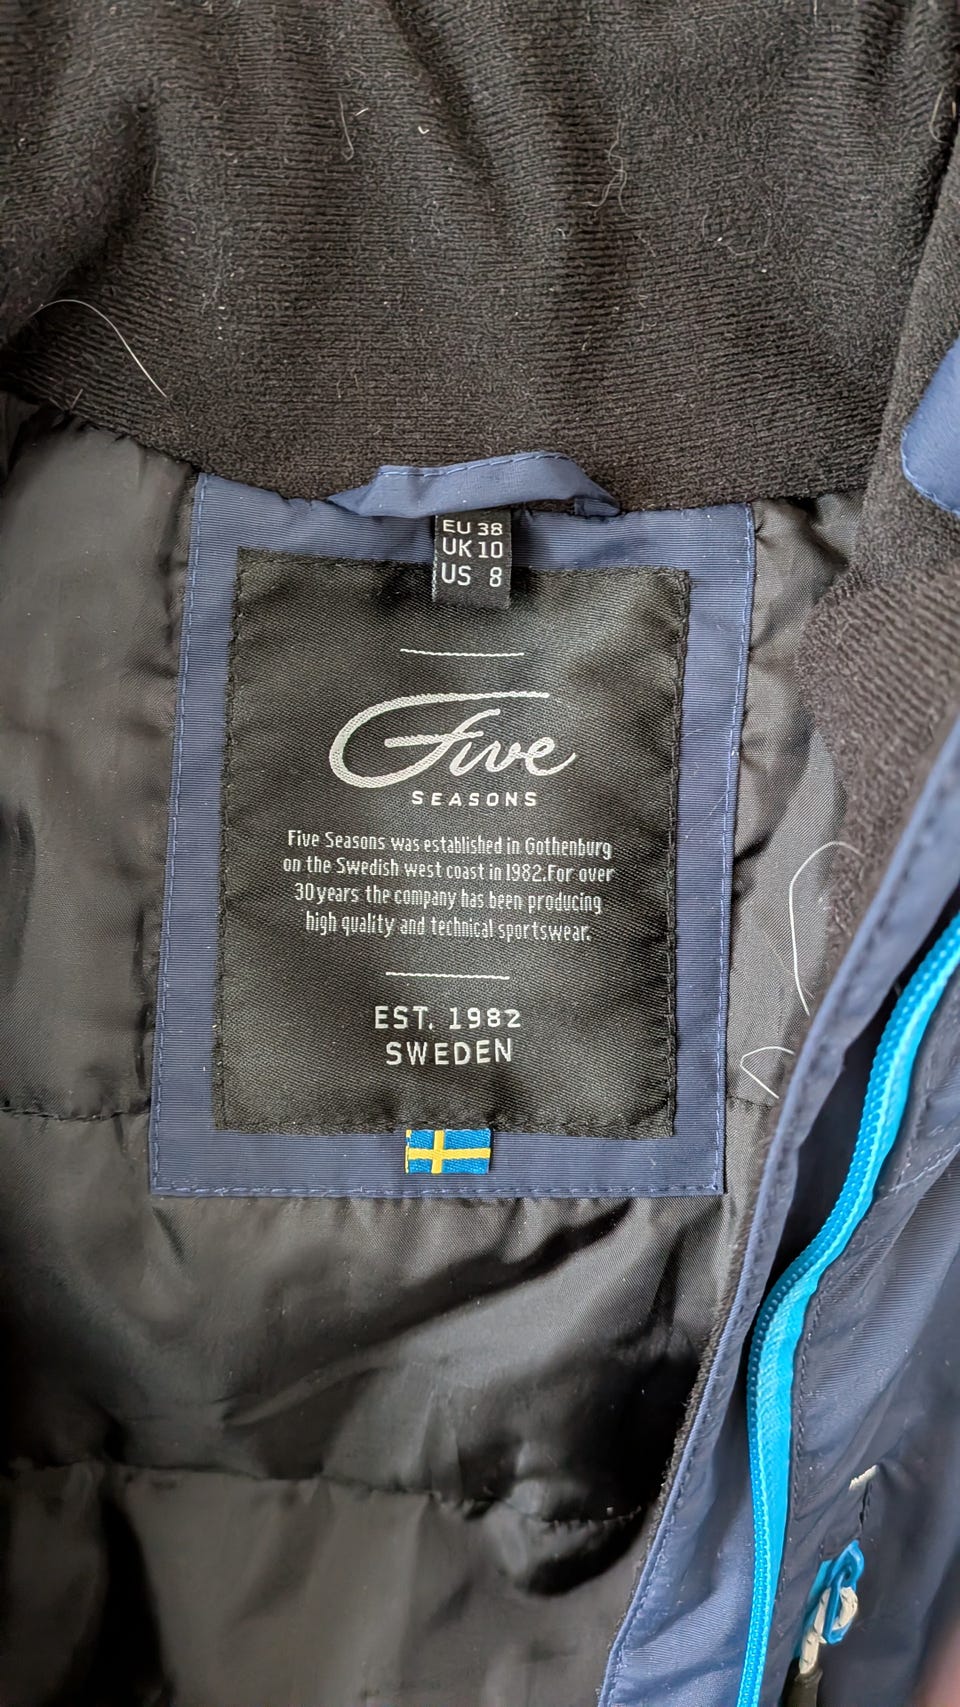 EU 38
UK 10
US 8
Five
SEASONS
Five Seasons was established in Gothenburg
on the Swedish west coast in 1982.For over
30 years the company has been producing
high quality and technical sportswear.
EST. 1982
SWEDEN